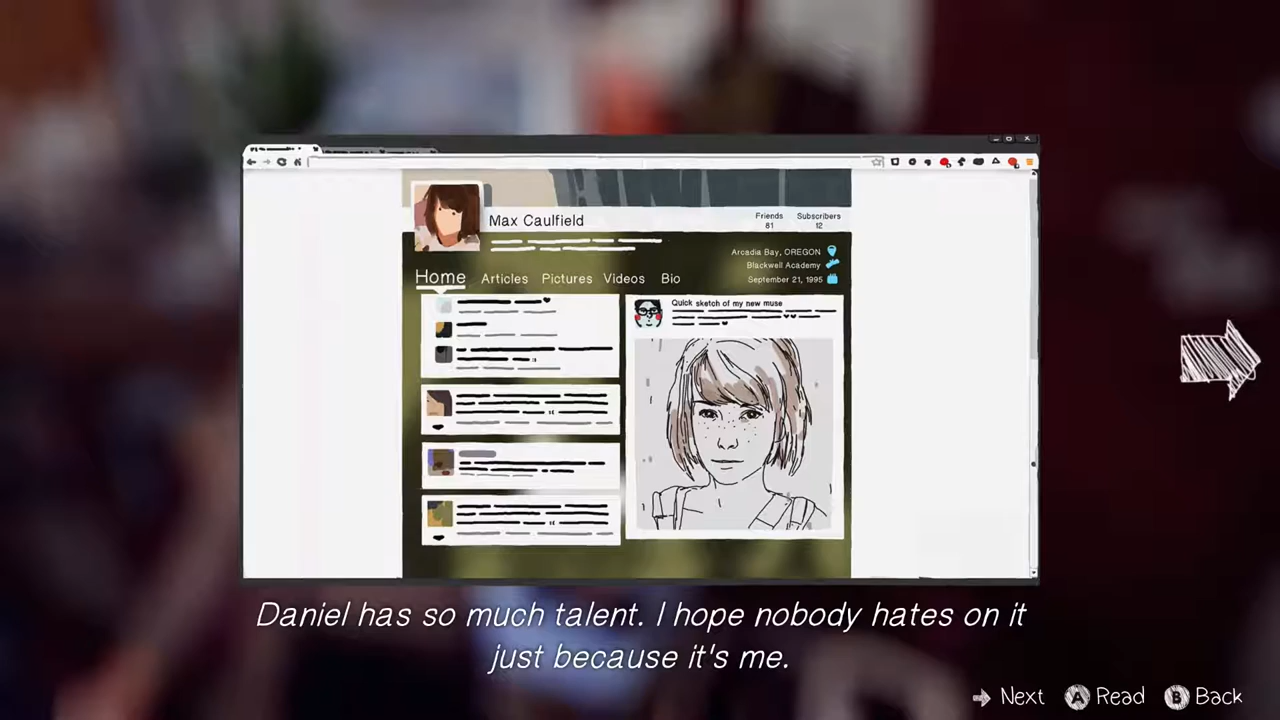 Max Caulfield
Friends
81
Subscribers
12
Arcadia Bay, OREGON
Blackwell Academy
September 21, 1995
Home Articles Pictures Videos Bio
Quick sketch of my new muse
Daniel has so much talent. I hope nobody hates on it
just because it's me.
Next A Read B Back